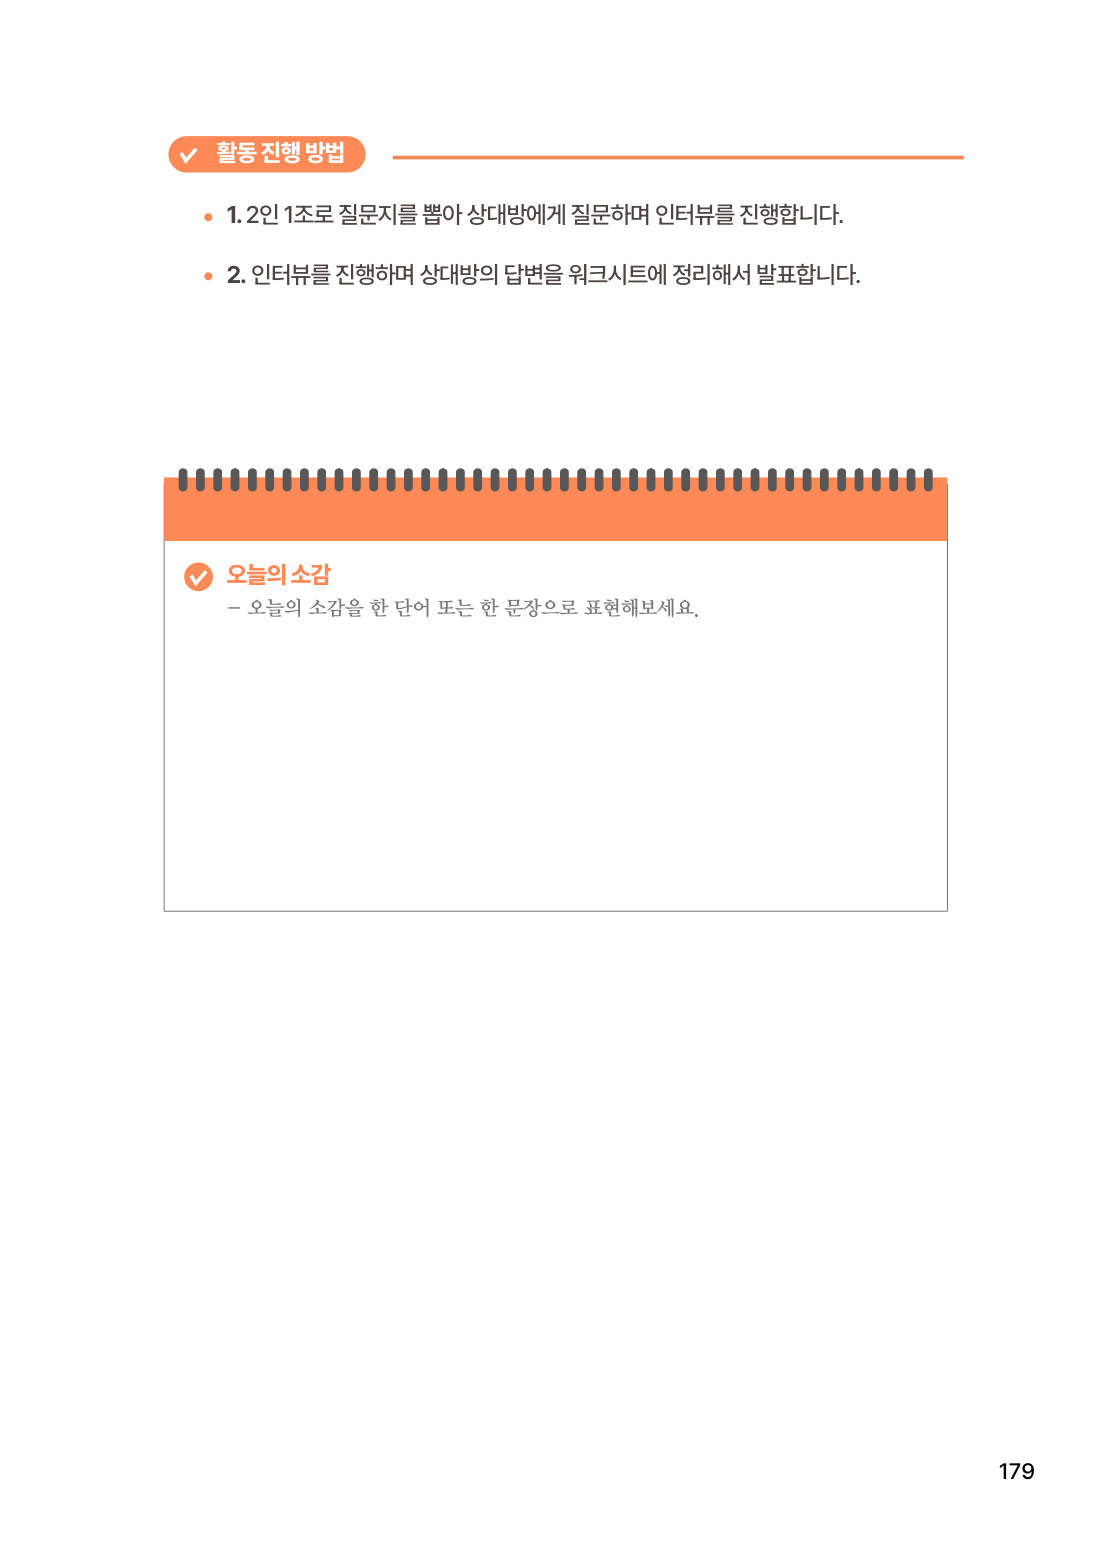 활동 진행 방법
1. 2인 1조로 질문지를 뽑아 상대방에게 질문하며 인터뷰를 진행합니다.
2. 인터뷰를 진행하며 상대방의 답변을 워크시트에 정리해서 발표합니다.
오늘의 소감
– 오늘의 소감을 한 단어 또는 한 문장으로 표현해보세요.
179